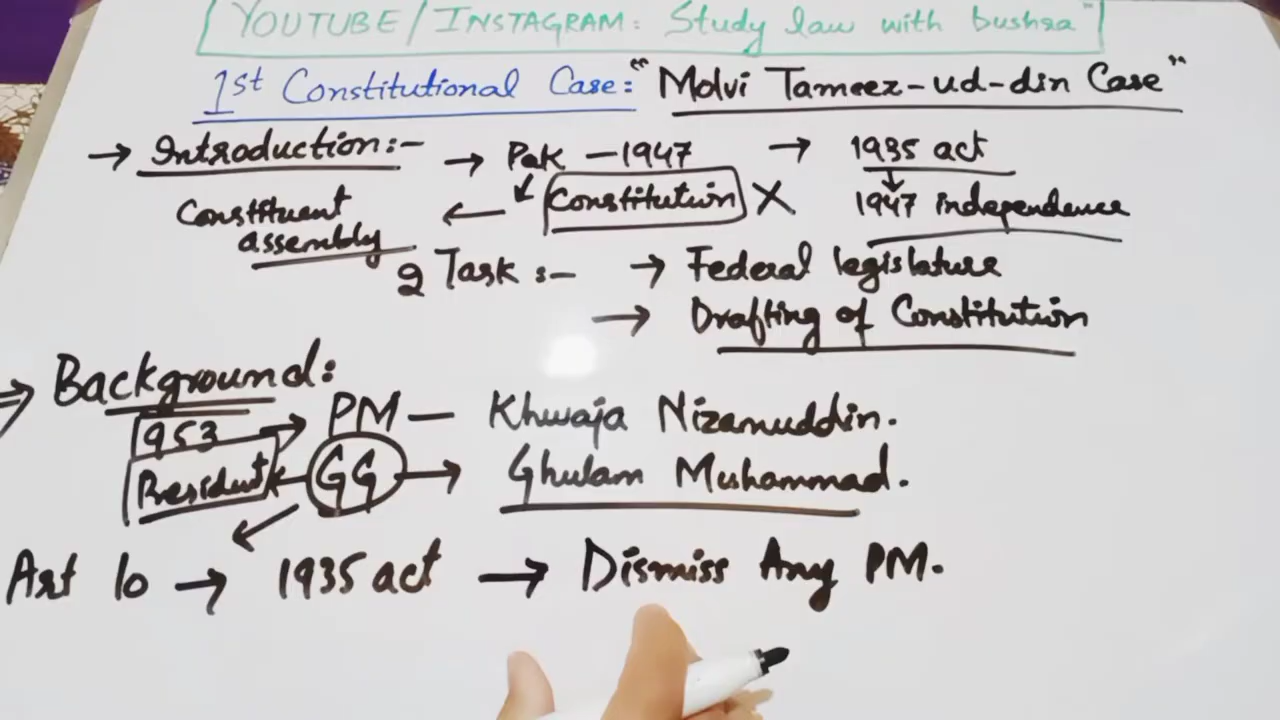 YOUTUBE/INSTAGRAM: Study law with bushra"
1st Constitutional Case: "Molvi Tameez-ud-din Case"
→ Introduction:- → Pak - 1947 → 1935 act
Constituent assembly ← Constitution X 1947 independence
2 Task :- → Federal legislature
→ Drafting of Constitution
⇒ Background:
1953 → PM - Khwaja Nizamuddin.
President ← GG → Ghulam Muhammad.
Art 10 → 1935 act → Dismiss Any PM.